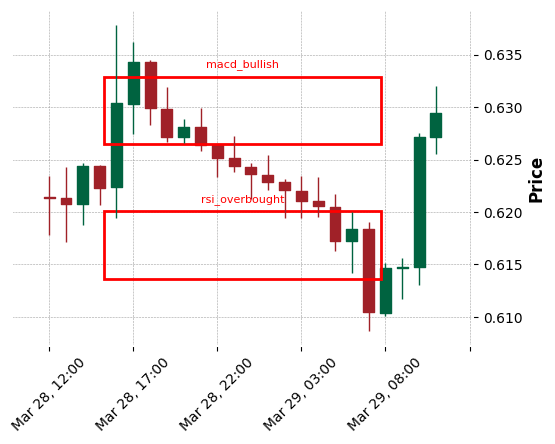 macd_bullish
rsi_overbought
0.635
0.630
0.625
0.620
0.615
0.610
Price
Mar 28, 12:00
Mar 28, 17:00
Mar 28, 22:00
Mar 29, 03:00
Mar 29, 08:00